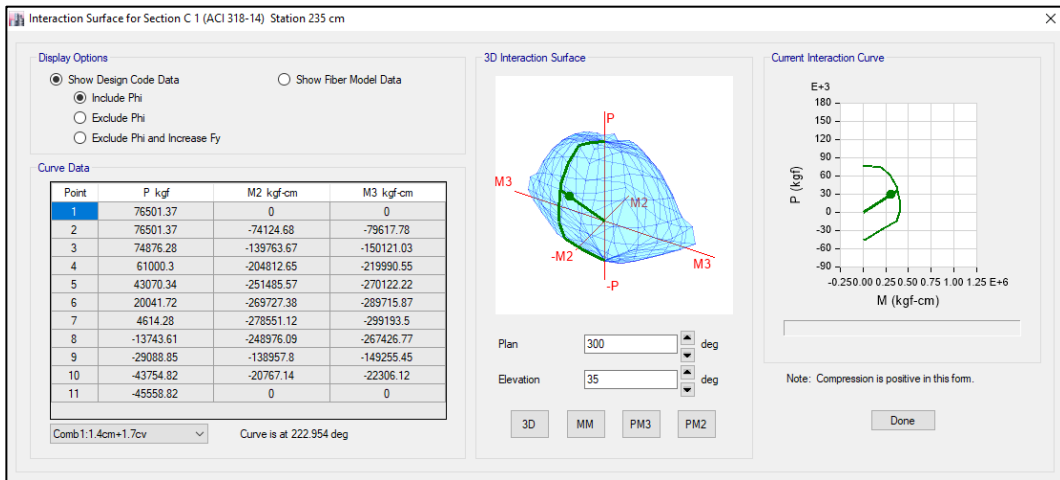 Interaction Surface for Section C 1 (ACI 318-14) Station 235 cm
Display Options
Show Design Code Data
Show Fiber Model Data
Include Phi
Exclude Phi
Exclude Phi and Increase Fy
Curve Data
Point P kgf M2 kgf-cm M3 kgf-cm
1 76501.37 0 0
2 76501.37 -74124.68 -79617.78
3 74876.28 -139763.67 -150121.03
4 61000.3 -204812.65 -219990.55
5 43070.34 -251485.57 -270122.22
6 20041.72 -269727.38 -289715.87
7 4614.28 -278551.12 -299193.5
8 -13743.61 -248976.09 -267426.77
9 -29088.85 -138957.8 -149255.45
10 -43754.82 -20767.14 -22306.12
11 -45558.82 0 0
Comb1:1.4cm+1.7cv
Curve is at 222.954 deg
3D Interaction Surface
P
M3
M2
-M2
M3
-P
Plan 300 deg
Elevation 35 deg
3D MM PM3 PM2
Current Interaction Curve
E+3
180
150
120
90
60
30
0
-30
-60
-90
P (kgf)
-0.25 0.00 0.25 0.50 0.75 1.00 1.25 E+6
M (kgf-cm)
Note: Compression is positive in this form.
Done